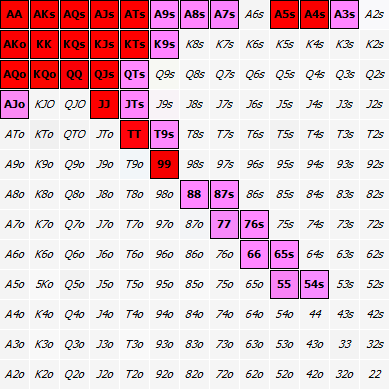 AA AKs AQs AJs ATs A9s A8s A7s A6s A5s A4s A3s A2s
AKo KK KQs KJs KTs K9s K8s K7s K6s K5s K4s K3s K2s
AQo KQo QQ QJs QTs Q9s Q8s Q7s Q6s Q5s Q4s Q3s Q2s
AJo KJO QJO JJ JTs J9s J8s J7s J6s J5s J4s J3s J2s
ATo KTo QTO JTo TT T9s T8s T7s T6s T5s T4s T3s T2s
A9o K9o Q9o J9o T9o 99 98s 97s 96s 95s 94s 93s 92s
A8o K8o Q8o J8o T8o 98o 88 87s 86s 85s 84s 83s 82s
A7o K7o Q7o J7o T7o 97o 87o 77 76s 75s 74s 73s 72s
A6o K6o Q6o J6o T6o 96o 86o 76o 66 65s 64s 63s 62s
A5o 5Ko Q5o J5o T5o 95o 85o 75o 65o 55 54s 53s 52s
A4o K4o Q4o J4o T4o 94o 84o 74o 64o 54o 44 43s 42s
A3o K3o Q3o J3o T3o 93o 83o 73o 63o 53o 43o 33 32s
A2o K2o Q2o J2o T2o 92o 82o 72o 62o 52o 42o 32o 22